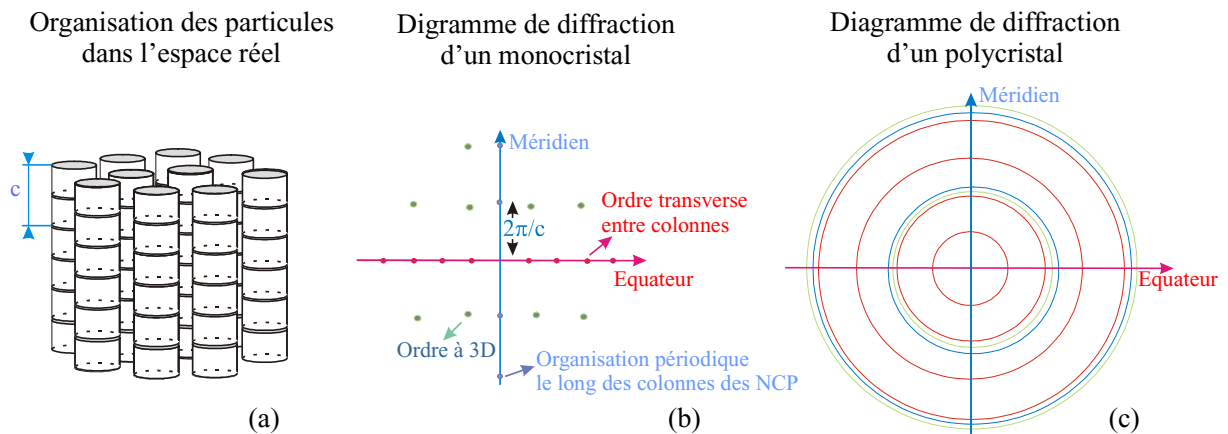 Organisation des particules
dans l'espace réel
c
(a)
Digramme de diffraction
d'un monocristal
Méridien
2π/c
Ordre transverse
entre colonnes
Equateur
Ordre à 3D
Organisation périodique
le long des colonnes des NCP
(b)
Diagramme de diffraction
d'un polycristal
Méridien
Equateur
(c)